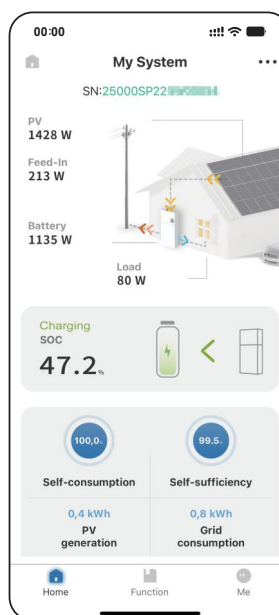 00:00
My System
SN:25000SP22
PV
1428 W
Feed-In
213 W
Battery
1135 W
Load
80 W
Charging
SOC
47.2%
100,0%
99.5%
Self-consumption
Self-sufficiency
0,4 kWh
0,8 kWh
PV
generation
Grid
consumption
Home
Function
Me